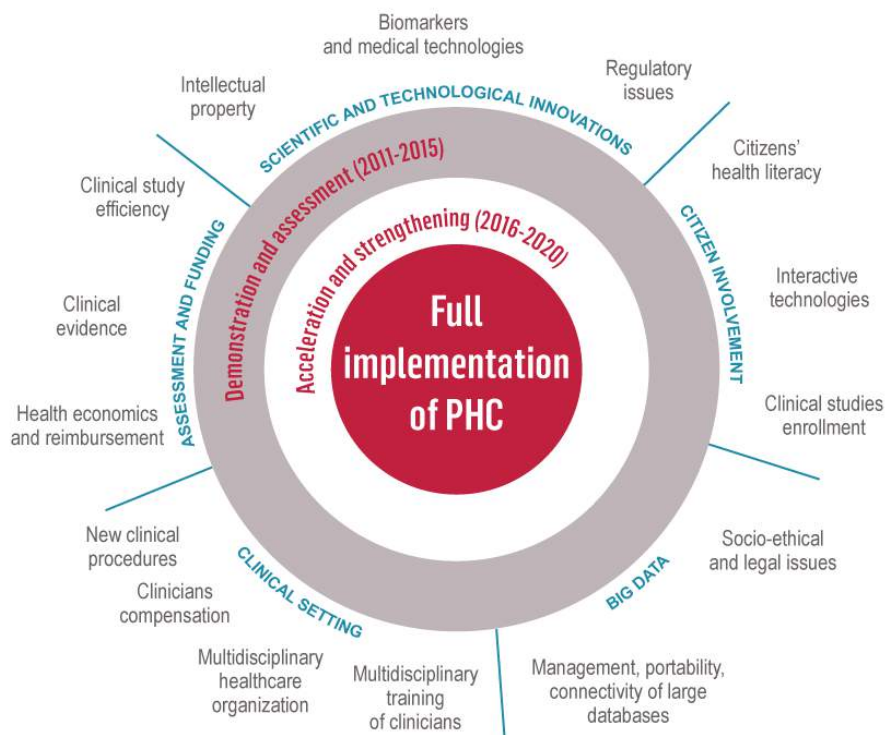 Biomarkers
and medical technologies
Intellectual
property
Regulatory
issues
SCIENTIFIC AND TECHNOLOGICAL INNOVATIONS
Clinical study
efficiency
Citizens'
health literacy
Demonstration and assessment (2011-2015)
Acceleration and strengthening (2016-2020)
ASSESSMENT AND FUNDING
CITIZEN INVOLVEMENT
Clinical
evidence
Interactive
technologies
Full
implementation
of PHC
Health economics
and reimbursement
Clinical studies
enrollment
New clinical
procedures
Socio-ethical
and legal issues
CLINICAL SETTING
BIG DATA
Clinicians
compensation
Multidisciplinary
healthcare
organization
Multidisciplinary
training
of clinicians
Management, portability,
connectivity of large
databases